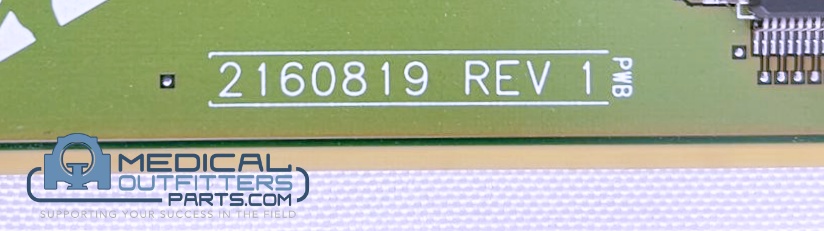 2160819 REV 1
PWB
MEDICAL
OUTFITTERS
PARTS.COM
SUPPORTING YOUR SUCCESS IN THE FIELD